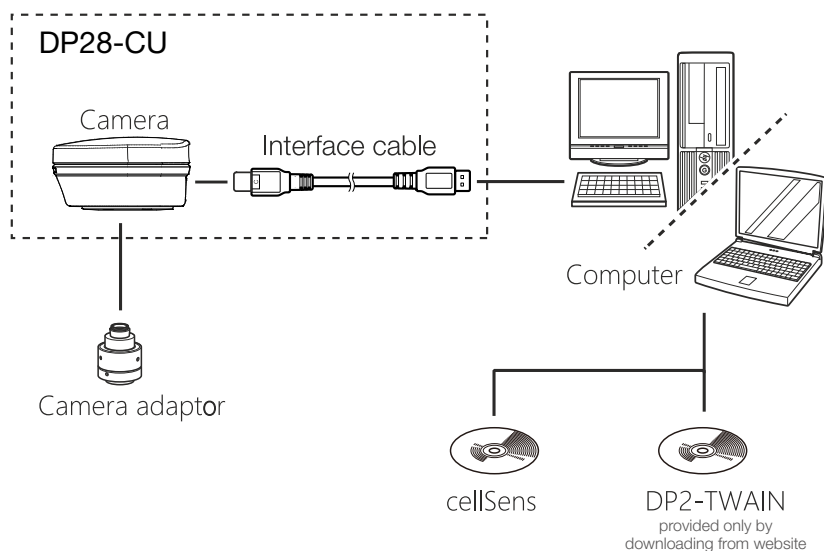 DP28-CU
Camera
Interface cable
Computer
Camera adaptor
cellSens
DP2-TWAIN
provided only by
downloading from website